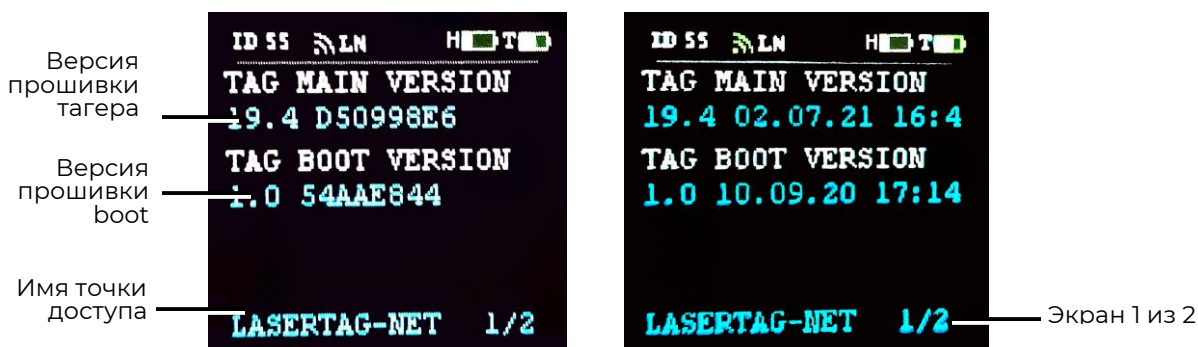 Версия
прошивки
тагера
Версия
прошивки
boot
Имя точки
доступа
ID 55 LN H T
TAG MAIN VERSION
19.4 D50998E6
TAG BOOT VERSION
1.0 54AAE844
LASERTAG-NET 1/2
ID 55 LN H T
TAG MAIN VERSION
19.4 02.07.21 16:4
TAG BOOT VERSION
1.0 10.09.20 17:14
LASERTAG-NET 1/2
Экран 1 из 2